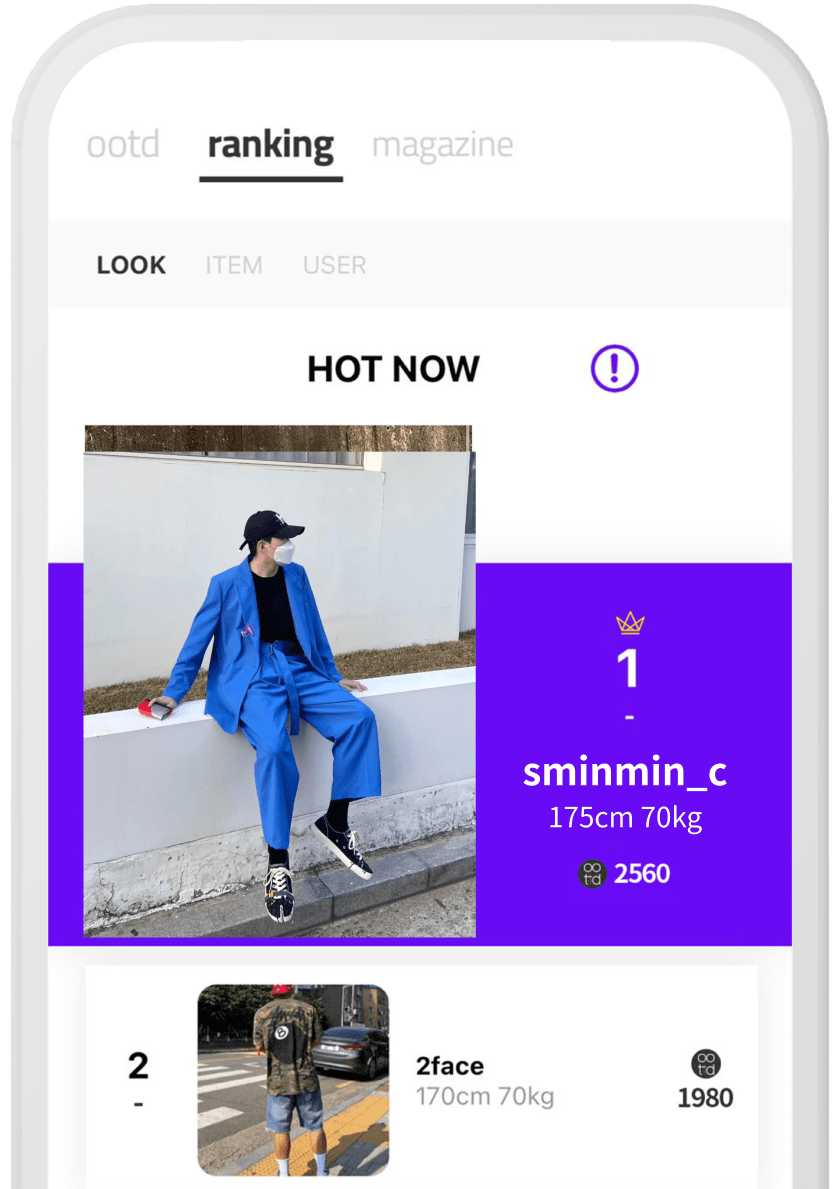 ootd ranking magazine
LOOK ITEM USER
HOT NOW
1
-
sminmin_c
175cm 70kg
ootd 2560
2
-
2face
170cm 70kg
ootd
1980